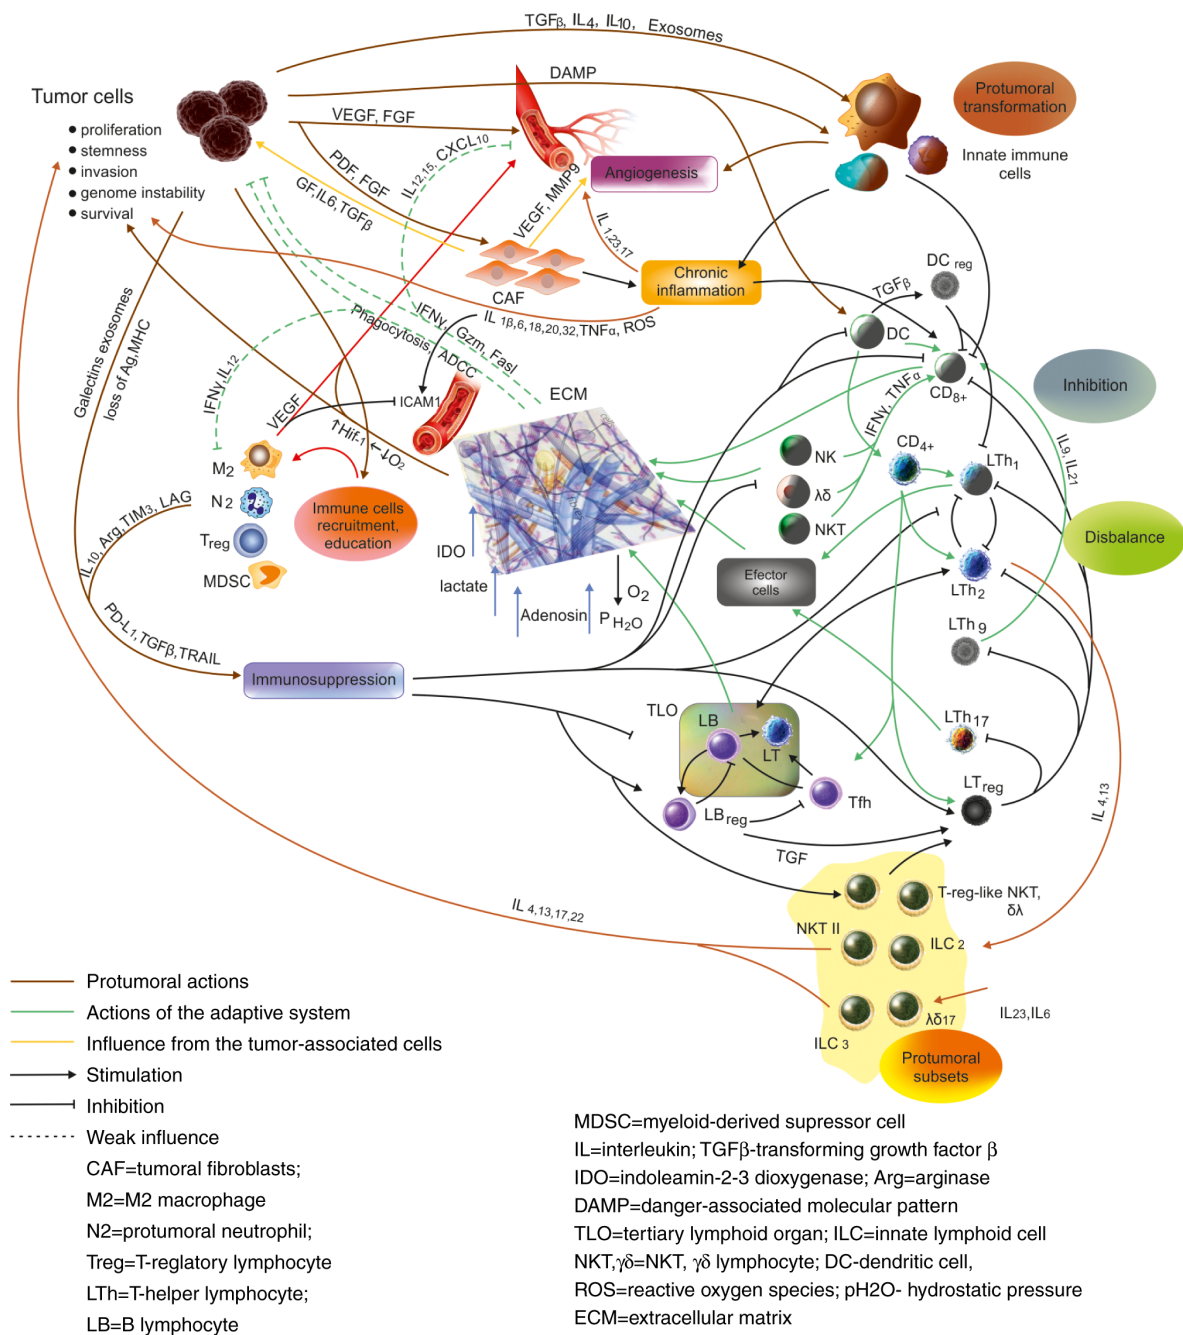 TGFβ, IL4, IL10, Exosomes
DAMP
Tumor cells
● proliferation
● stemness
● invasion
● genome instability
● survival
VEGF, FGF
PDF, FGF
GF,IL6,TGFβ
IL12,15, CXCL10
VEGF, MMP9
Angiogenesis
Protumoral
transformation
Innate immune
cells
IL 1,23,17
CAF
Chronic
inflammation
DC reg
TGFβ
DC
CD8+
IL 1β,6,18,20,32,TNFα, ROS
IFNγ, Gzm, Fasl
Phagocytosis, ADCC
Galectins exosomes
loss of Ag,MHC
IFNγ,IL12
VEGF
ICAM1
ECM
↑Hif-1 ←↓O2
Inhibition
IFNγ, TNFα
IL9, IL21
M2
N2
Treg
MDSC
Immune cells
recruitment,
education
IL10, Arg,TIM3, LAG
NK
λδ
NKT
CD4+
LTh1
LTh2
Disbalance
IDO
lactate
Adenosin
O2
P H2O
Efector
cells
LTh 9
PD-L1,TGFβ,TRAIL
Immunosuppression
TLO
LB
LT
LTh17
LTreg
Tfh
LB reg
TGF
IL 4,13
T-reg-like NKT,
δλ
NKT II
ILC 2
IL 4,13,17,22
λδ17
IL23,IL6
ILC 3
Protumoral
subsets
Protumoral actions
Actions of the adaptive system
Influence from the tumor-associated cells
Stimulation
Inhibition
Weak influence
CAF=tumoral fibroblasts;
M2=M2 macrophage
N2=protumoral neutrophil;
Treg=T-reglatory lymphocyte
LTh=T-helper lymphocyte;
LB=B lymphocyte
MDSC=myeloid-derived supressor cell
IL=interleukin; TGFβ-transforming growth factor β
IDO=indoleamin-2-3 dioxygenase; Arg=arginase
DAMP=danger-associated molecular pattern
TLO=tertiary lymphoid organ; ILC=innate lymphoid cell
NKT,γδ=NKT, γδ lymphocyte; DC-dendritic cell,
ROS=reactive oxygen species; pH2O- hydrostatic pressure
ECM=extracellular matrix